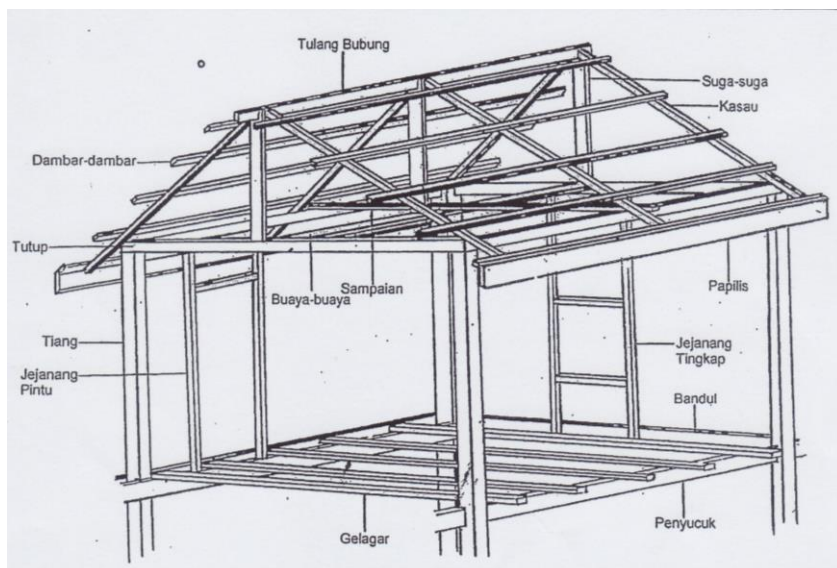 Tulang Bubung
Suga-suga
Kasau
Dambar-dambar
Tutup
Sampaian
Buaya-buaya
Papilis
Tiang
Jejanang
Tingkap
Jejanang
Pintu
Bandul
Penyucuk
Gelagar